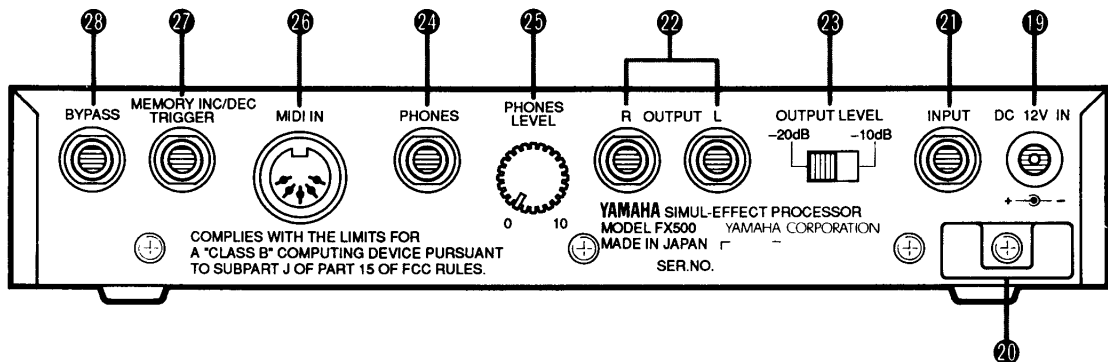 28 27 26 24 25 22 23 21 19
BYPASS
MEMORY INC/DEC
TRIGGER
MIDI IN
PHONES
PHONES
LEVEL
0 10
R OUTPUT L
OUTPUT LEVEL
-20dB -10dB
INPUT
DC 12V IN
+ -
YAMAHA SIMUL-EFFECT PROCESSOR
MODEL FX500 YAMAHA CORPORATION
MADE IN JAPAN
SER.NO.
COMPLIES WITH THE LIMITS FOR
A "CLASS B" COMPUTING DEVICE PURSUANT
TO SUBPART J OF PART 15 OF FCC RULES.
20